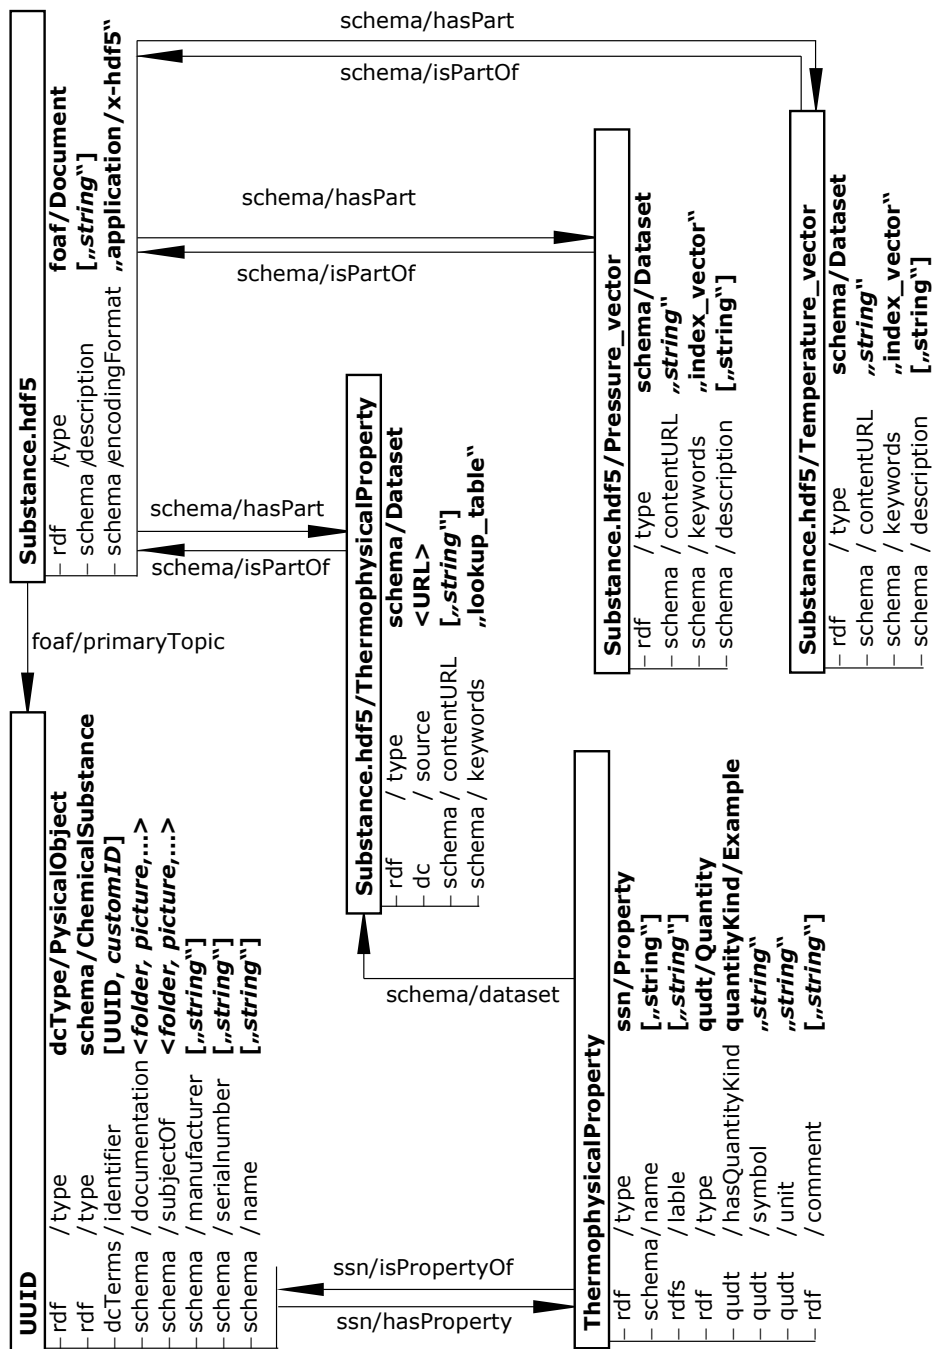 UUID
rdf /type dcType/PysicalObject
rdf /type schema/ChemicalSubstance
dcTerms /identifier [UUID, customID]
schema /documentation <folder, picture,...>
schema /subjectOf <folder, picture,...>
schema /manufacturer [„string“]
schema /serialnumber [„string“]
schema /name [„string“]
foaf/primaryTopic
Substance.hdf5
rdf /type foaf/Document
schema /description [„string“]
schema /encodingFormat „application/x-hdf5“
schema/hasPart
schema/isPartOf
schema/hasPart
schema/isPartOf
schema/hasPart
schema/isPartOf
ssn/isPropertyOf
ssn/hasProperty
schema/dataset
Substance.hdf5/ThermophysicalProperty
rdf / type schema/Dataset
dc / source <URL>
schema / contentURL [„string“]
schema / keywords „lookup_table“
ThermophysicalProperty
rdf /type ssn/Property
schema/name [„string“]
rdfs /lable [„string“]
rdf /type qudt/Quantity
qudt /hasQuantityKind quantityKind/Example
qudt /symbol „string“
qudt /unit „string“
rdf /comment [„string“]
Substance.hdf5/Pressure_vector
rdf / type schema/Dataset
schema / contentURL „string“
schema / keywords „index_vector“
schema / description [„string“]
Substance.hdf5/Temperature_vector
rdf / type schema/Dataset
schema / contentURL „string“
schema / keywords „index_vector“
schema / description [„string“]